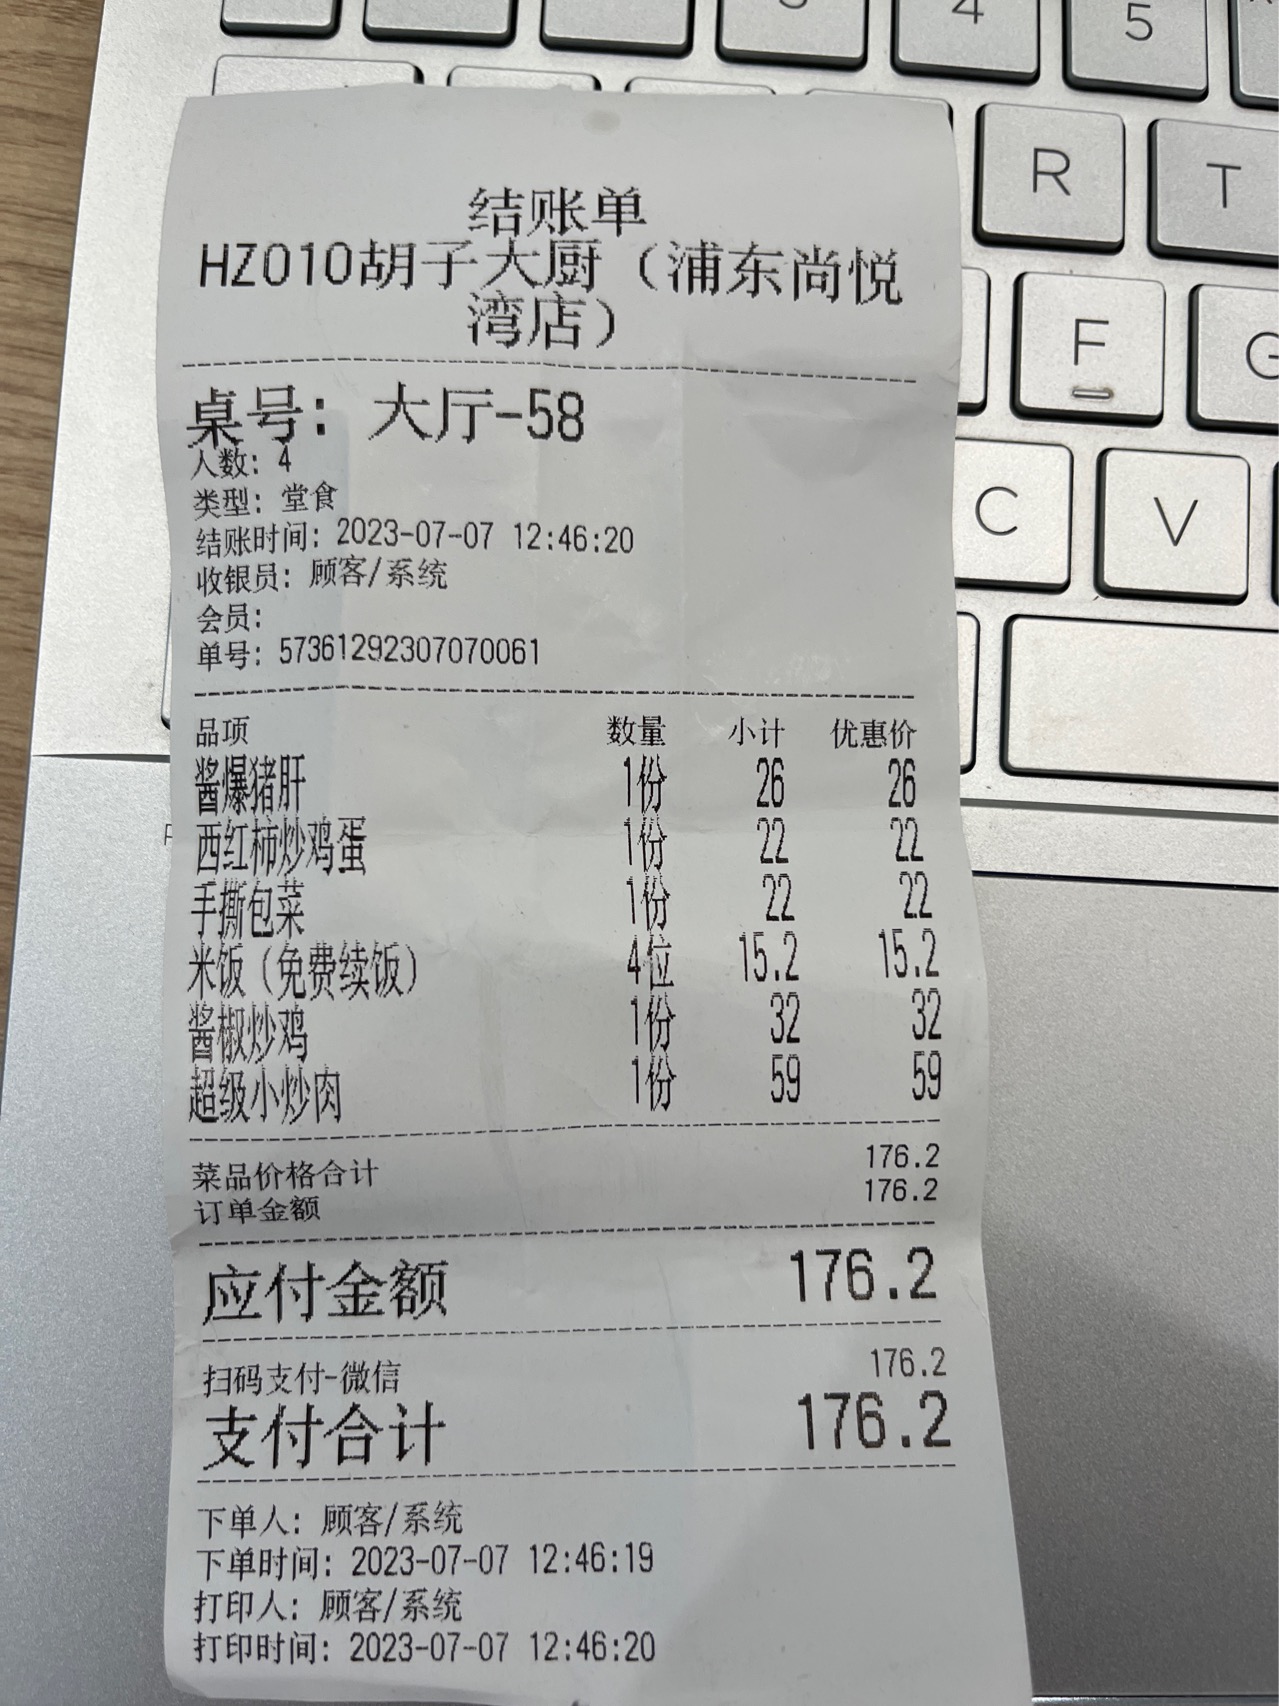 3
4
5
R
T
F
G
C
V
结账单
HZ010胡子大厨（浦东尚悦
湾店）
桌号: 大厅-58
人数: 4
类型: 堂食
结账时间: 2023-07-07 12:46:20
收银员: 顾客/系统
会员:
单号: 57361292307070061
品项 数量 小计 优惠价
酱爆猪肝 1份 26 26
西红柿炒鸡蛋 1份 22 22
手撕包菜 1份 22 22
米饭（免费续饭） 4位 15.2 15.2
酱椒炒鸡 1份 32 32
超级小炒肉 1份 59 59
菜品价格合计 176.2
订单金额 176.2
应付金额 176.2
扫码支付-微信 176.2
支付合计 176.2
下单人: 顾客/系统
下单时间: 2023-07-07 12:46:19
打印人: 顾客/系统
打印时间: 2023-07-07 12:46:20